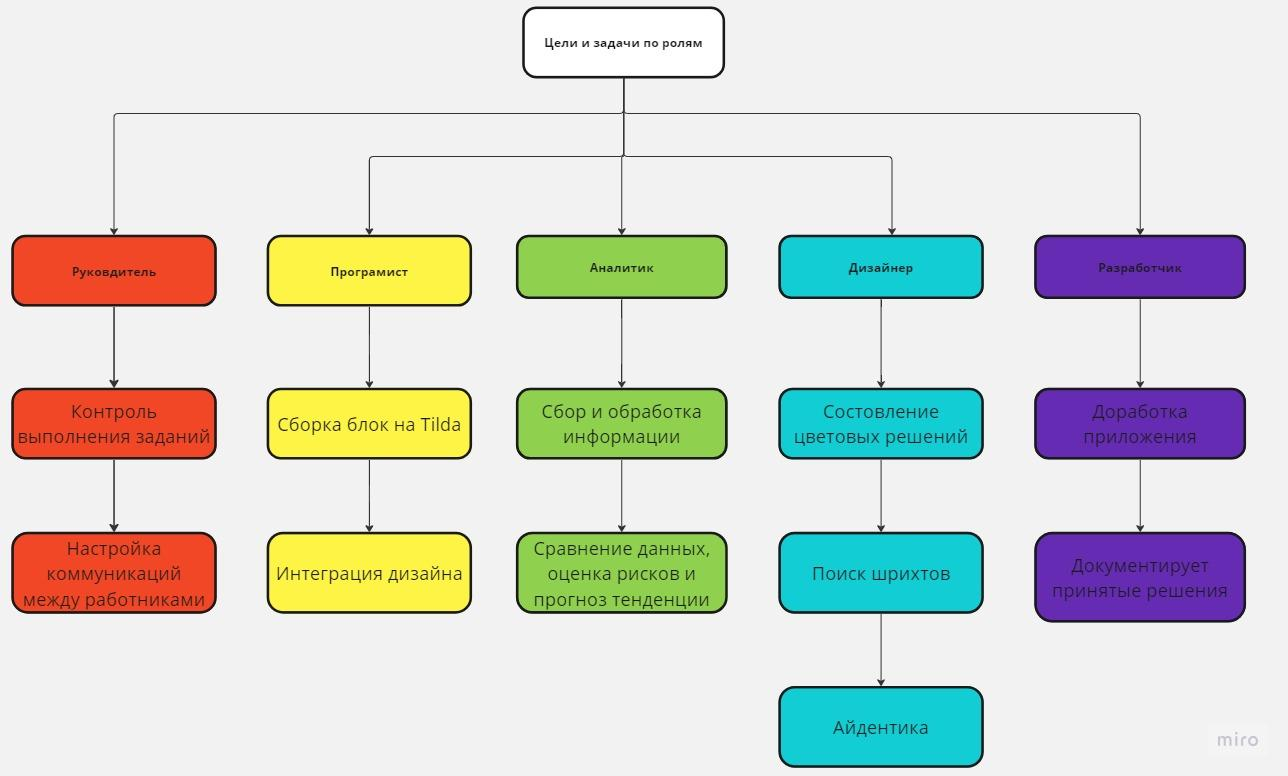 Цели и задачи по ролям
Руковдитель
Програмист
Аналитик
Дизайнер
Разработчик
Контроль
выполнения заданий
Сборка блок на Tilda
Сбор и обработка
информации
Состовление
цветовых решений
Доработка
приложения
Настройка
коммуникаций
между работниками
Интеграция дизайна
Сравнение данных,
оценка рисков и
прогноз тенденции
Поиск шрихтов
Документирует
принятые решения
Айдентика
miro